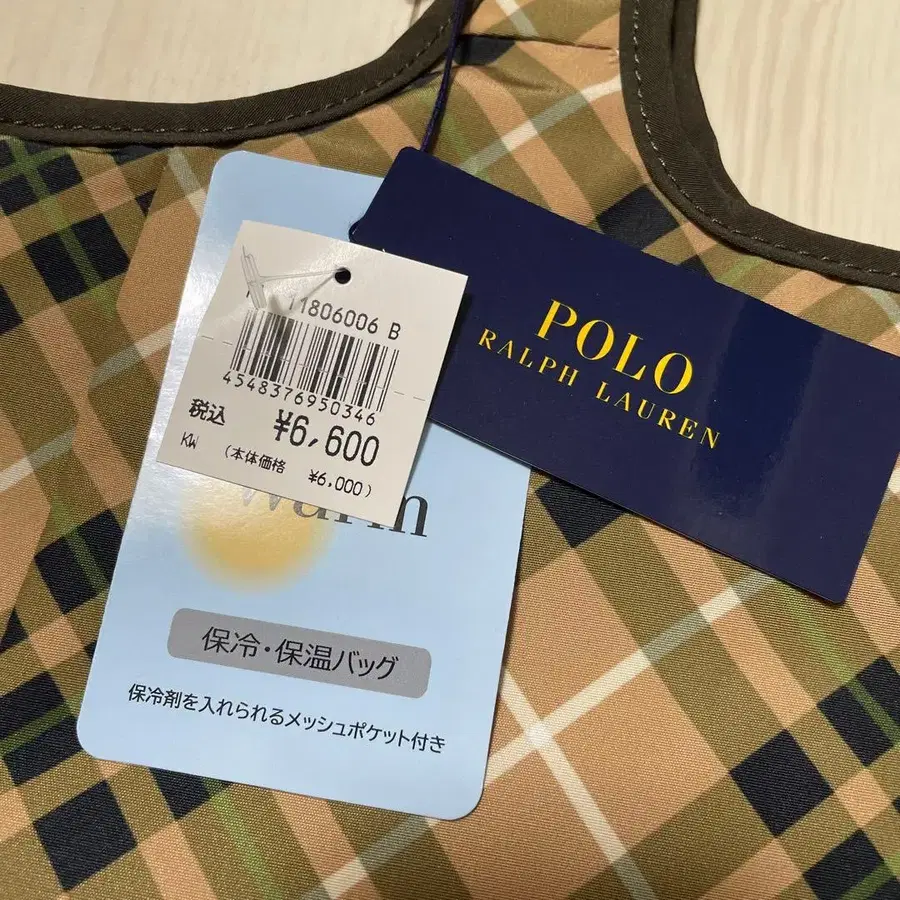 11806006 B
4548376950346
税込 ¥6,600
KW (本体価格 ¥6,000)
Warm
保冷・保温バッグ
保冷剤を入れられるメッシュポケット付き
POLO
RALPH LAUREN